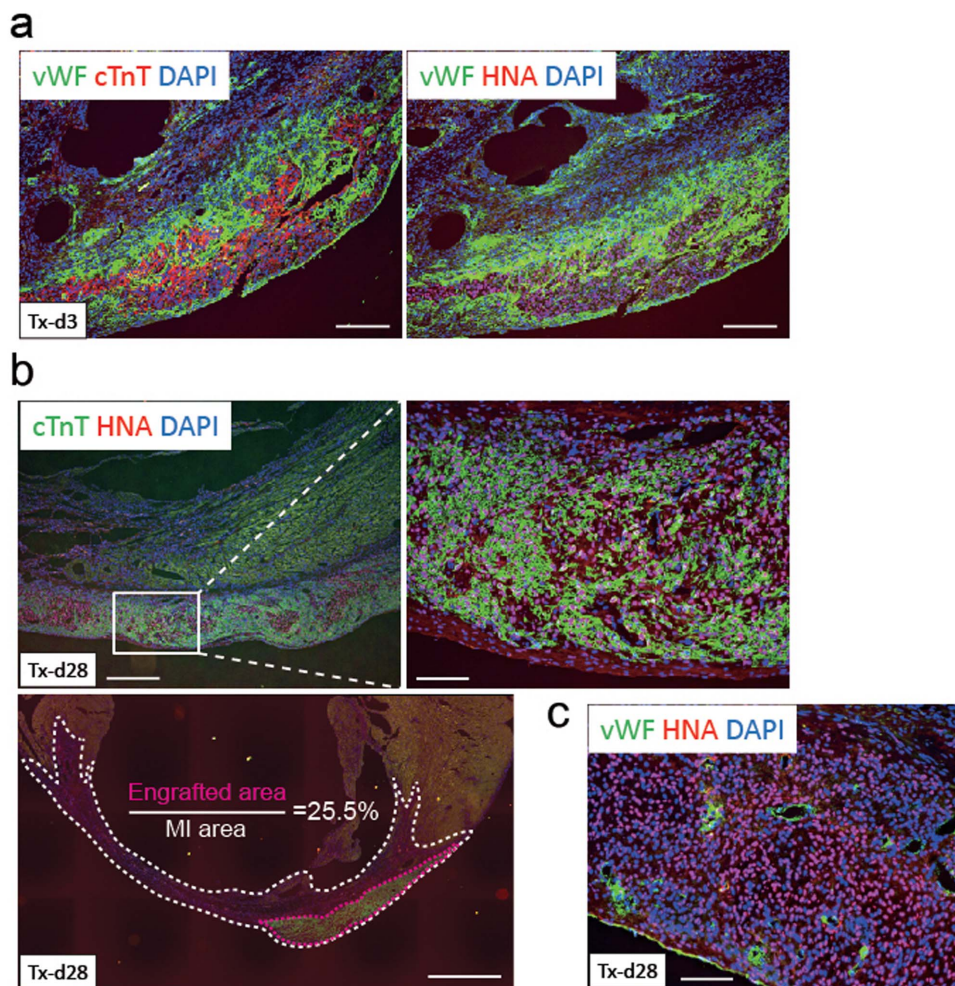 a
vWF cTnT DAPI
vWF HNA DAPI
Tx-d3
b
cTnT HNA DAPI
Tx-d28
Engrafted area
MI area
=25.5%
Tx-d28
c
vWF HNA DAPI
Tx-d28